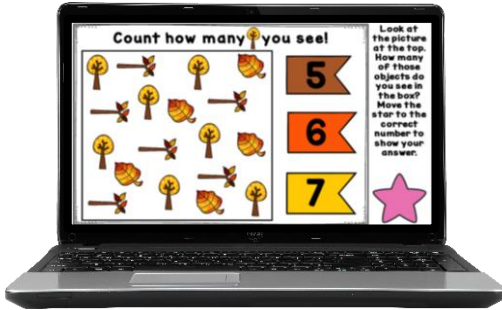 Count how many you see!
5
6
7
Look at
the picture
at the top.
How many
of those
objects do
you see in
the box?
Move the
star to the
correct
number to
show your
answer.